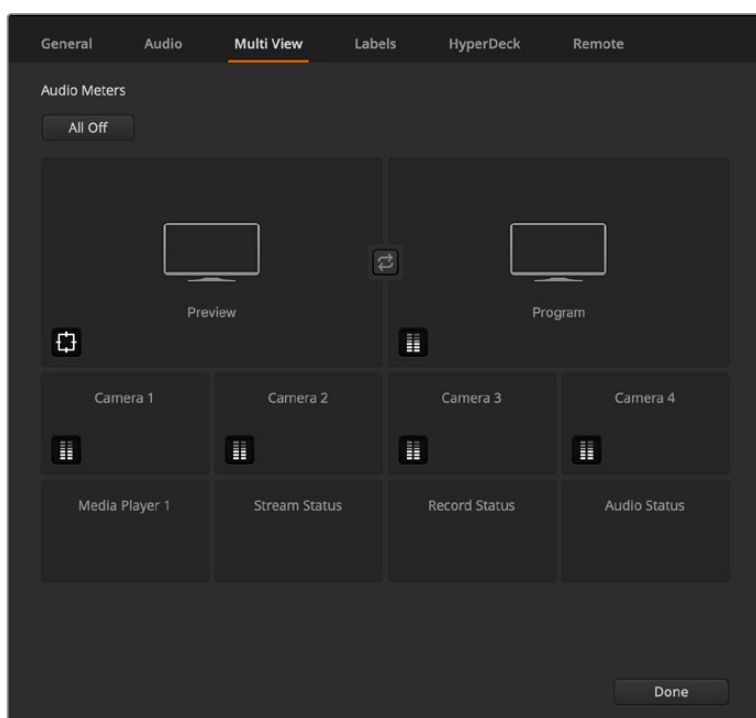 General Audio Multi View Labels HyperDeck Remote
Audio Meters
All Off
Preview Program
Camera 1 Camera 2 Camera 3 Camera 4
Media Player 1 Stream Status Record Status Audio Status
Done